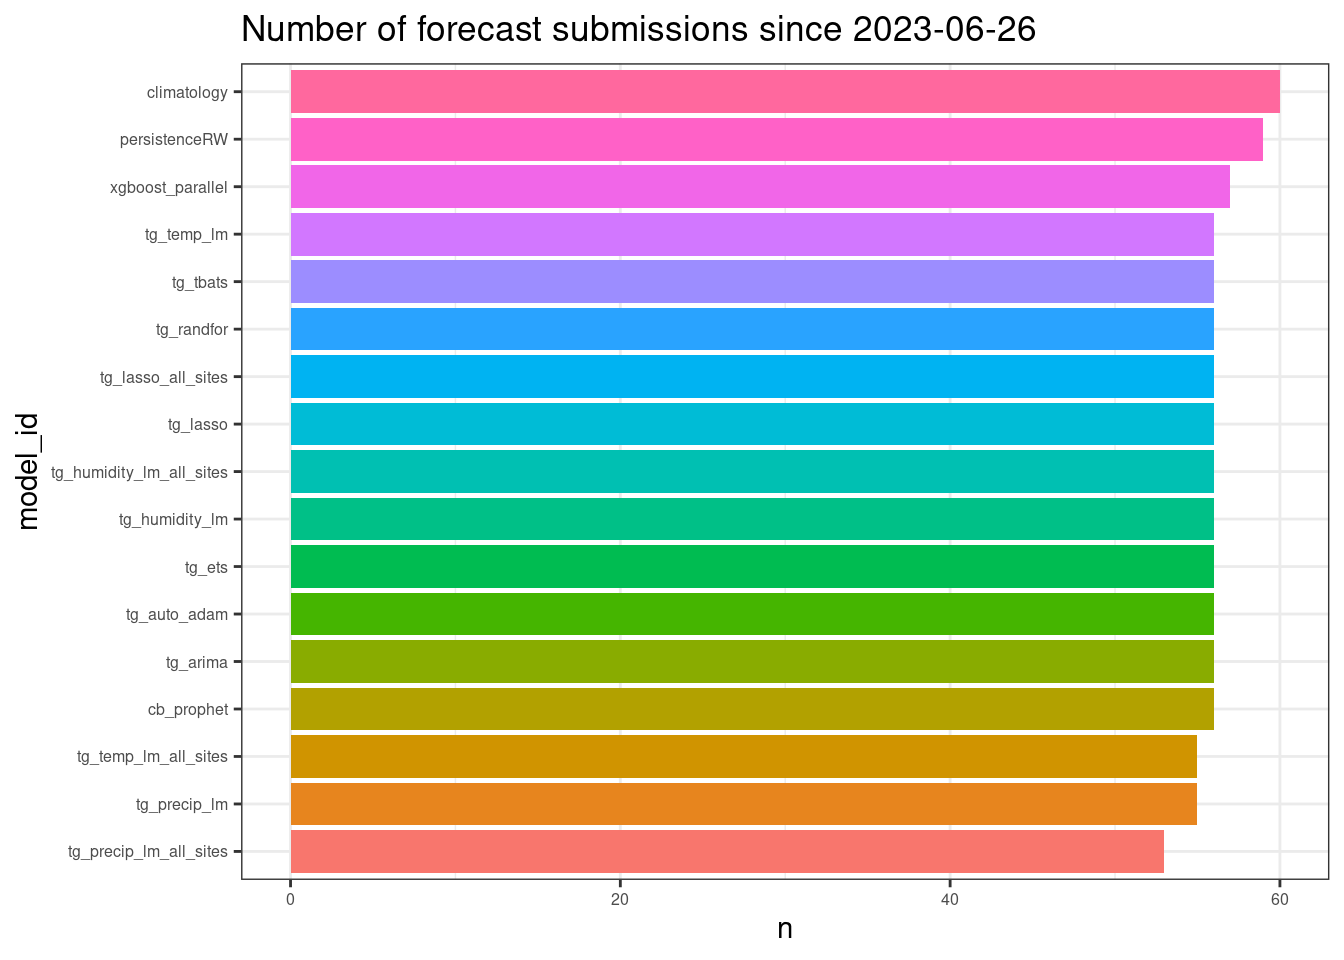 Number of forecast submissions since 2023-06-26
model_id
climatology
persistenceRW
xgboost_parallel
tg_temp_lm
tg_tbats
tg_randfor
tg_lasso_all_sites
tg_lasso
tg_humidity_lm_all_sites
tg_humidity_lm
tg_ets
tg_auto_adam
tg_arima
cb_prophet
tg_temp_lm_all_sites
tg_precip_lm
tg_precip_lm_all_sites
0 20 40 60
n